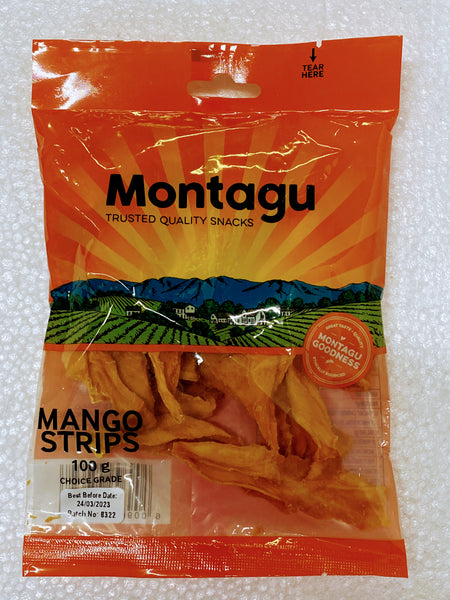 TEAR
HERE
Montagu
TRUSTED QUALITY SNACKS
MONTAGU
GOODNESS
MANGO
STRIPS
100 g
CHOICE GRADE
Best Before Date:
24/03/2023
Batch No: B322